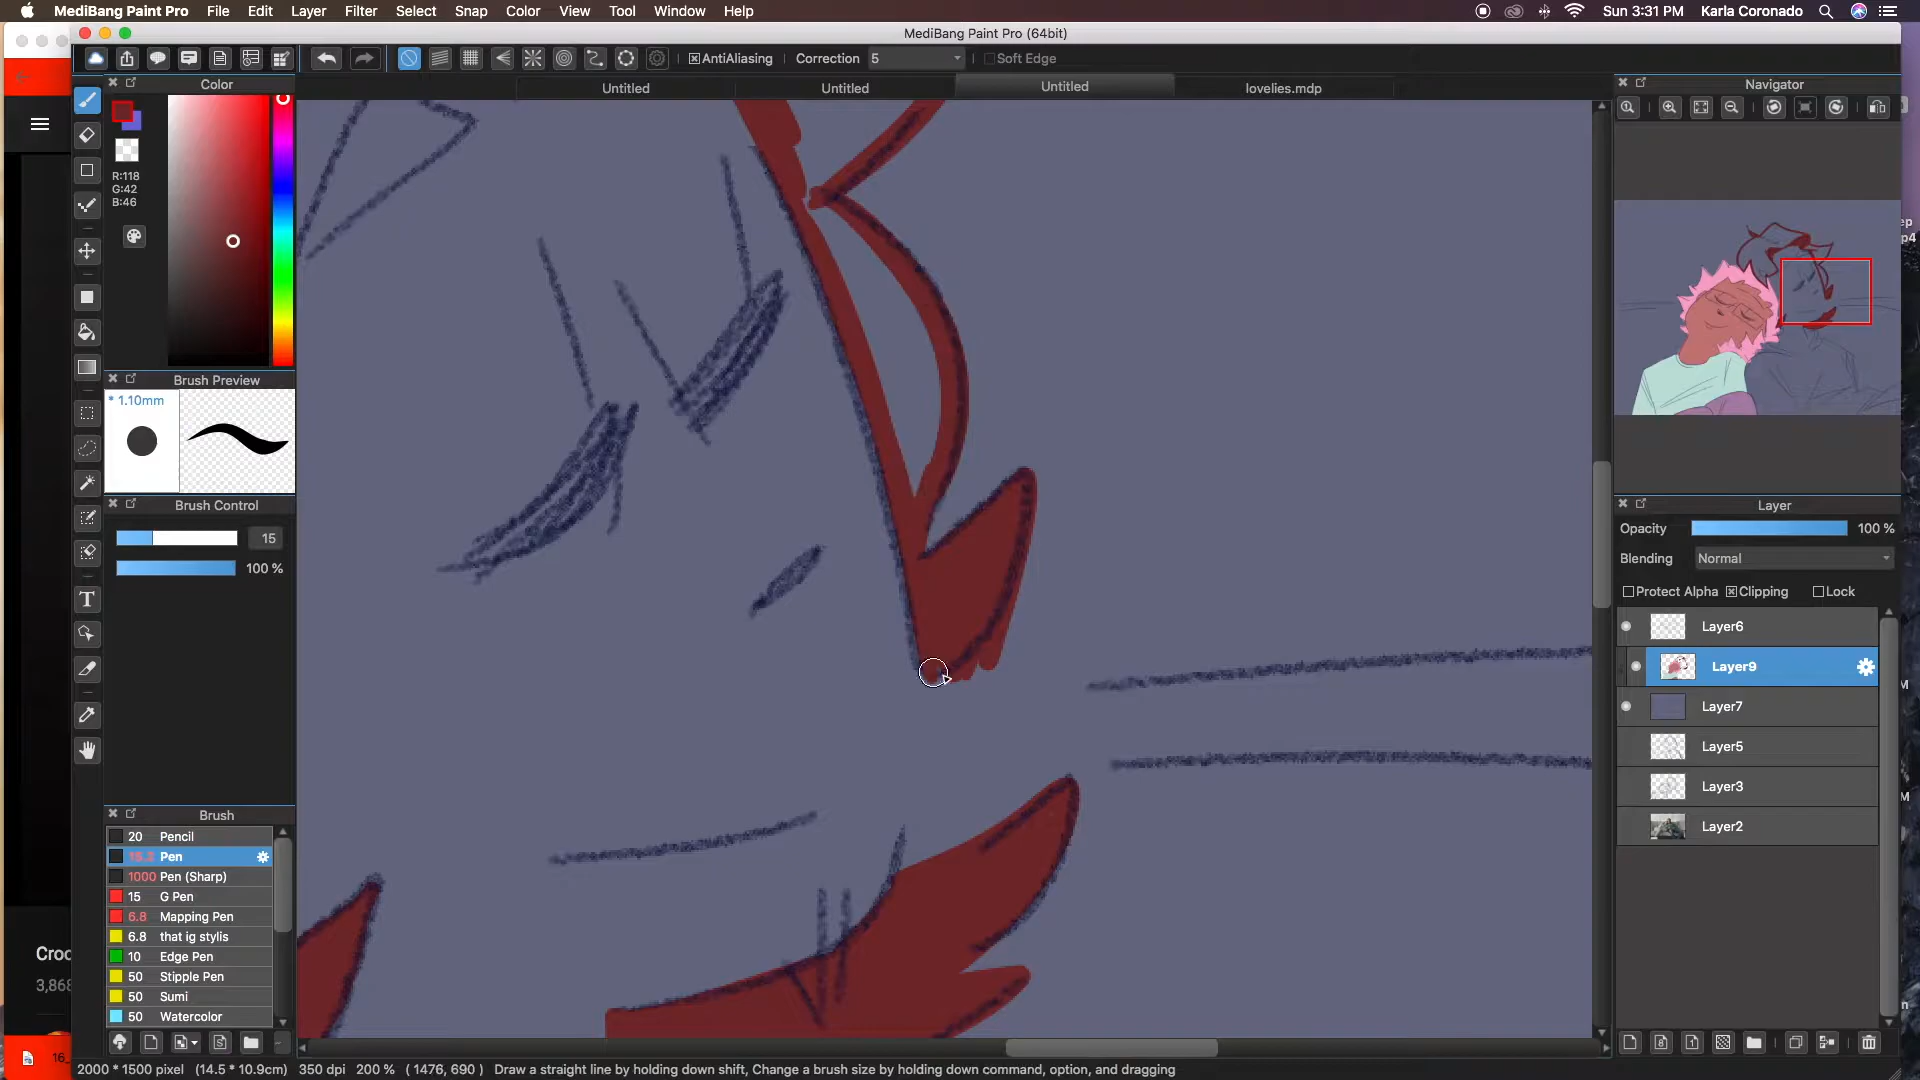 MediBang Paint Pro File Edit Layer Filter Select Snap Color View Tool Window Help Sun 3:31 PM Karla Coronado
MediBang Paint Pro (64bit)
AntiAliasing Correction 5 Soft Edge
Untitled Untitled Untitled lovelies.mdp
Color
R:118
G:42
B:46
Brush Preview
* 1.10mm
Brush Control
15
100 %
Brush
20 Pencil
15.2 Pen
1000 Pen (Sharp)
15 G Pen
6.8 Mapping Pen
6.8 that ig stylis
10 Edge Pen
50 Stipple Pen
50 Sumi
50 Watercolor
T
Navigator
Layer
Opacity 100 %
Blending Normal
Protect Alpha Clipping Lock
Layer6
Layer9
Layer7
Layer5
Layer3
Layer2
2000 * 1500 pixel (14.5 * 10.9cm) 350 dpi 200 % ( 1476, 690 ) Draw a straight line by holding down shift, Change a brush size by holding down command, option, and dragging
Croc
3,868
16_
ep
p4